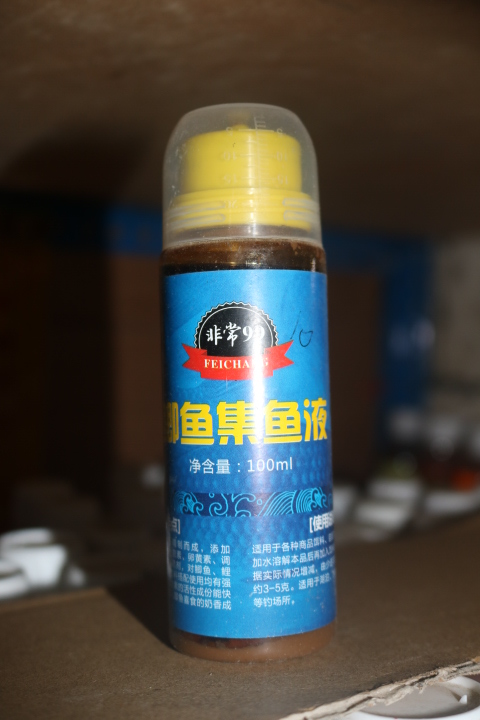 非常99
FEICHANG
鲫鱼集鱼液
净含量：100ml
[使用
而成，添加
卵黄素、调
对鲫鱼、鲤
配使用均有强
活性成份能快
食的奶香成
适用于各种商品饵料，
加水溶解本品后再加入
据实际情况增减，
约3-5克。适用于
等钓场所。